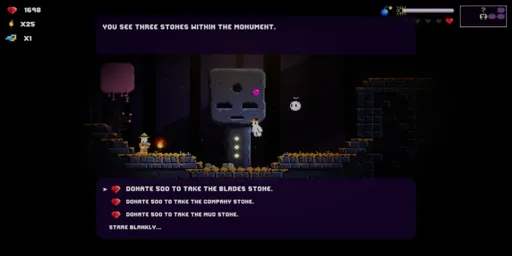 1698
X25
X1
YOU SEE THREE STONES WITHIN THE MONUMENT.
?
DONATE 500 TO TAKE THE BLADES STONE.
DONATE 500 TO TAKE THE COMPANY STONE.
DONATE 500 TO TAKE THE MUD STONE.
STARE BLANKLY...